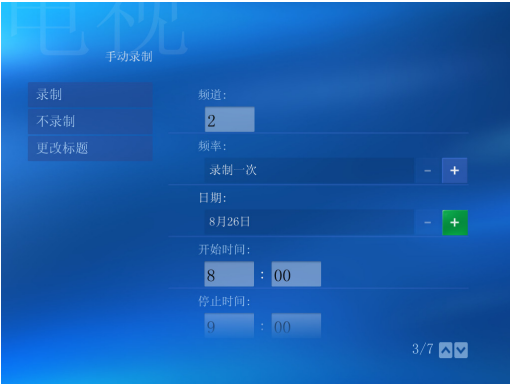 电视
手动录制
录制
不录制
更改标题
频道:
2
频率:
录制一次 - +
日期:
8月26日 - +
开始时间:
8 : 00
停止时间:
9 : 00
3/7